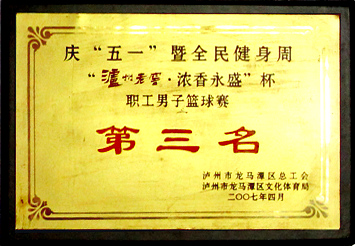 庆“五一”暨全民健身周
“泸州老窖·浓香永盛”杯
职工男子篮球赛
第三名
泸州市龙马潭区总工会
泸州市龙马潭区文化体育局
二〇〇七年四月